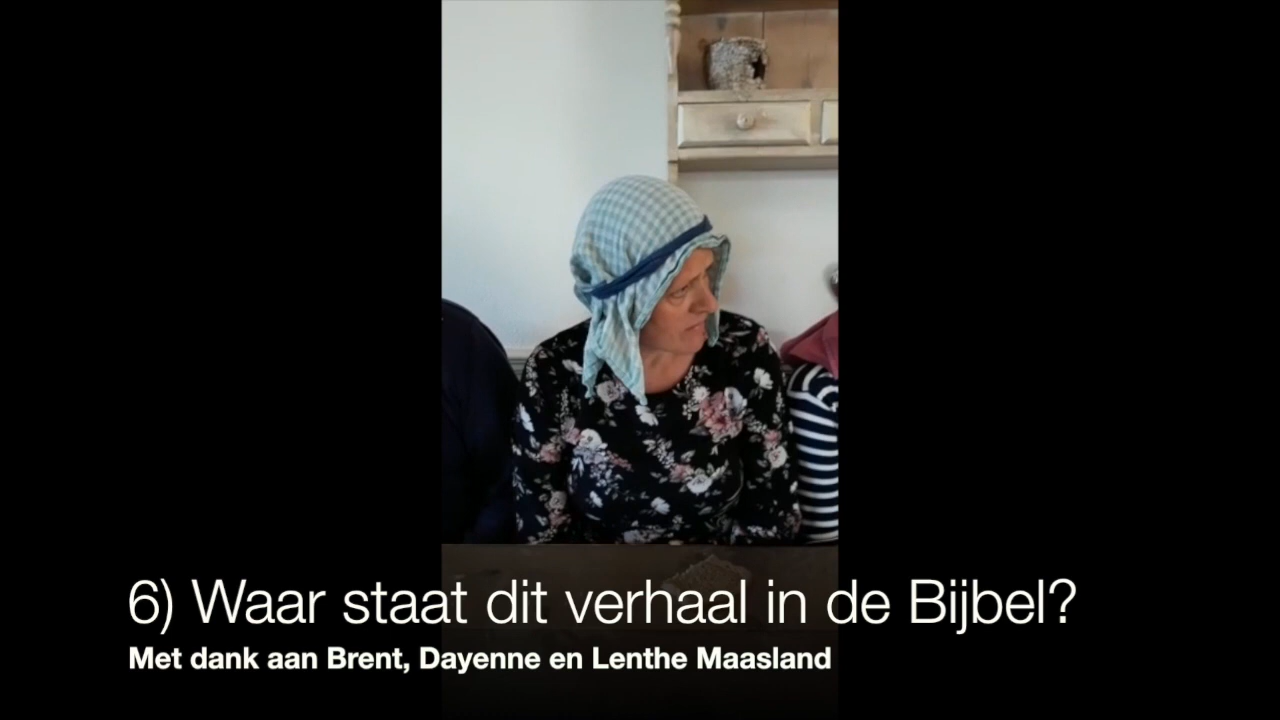 6) Waar staat dit verhaal in de Bijbel?
Met dank aan Brent, Dayenne en Lenthe Maasland